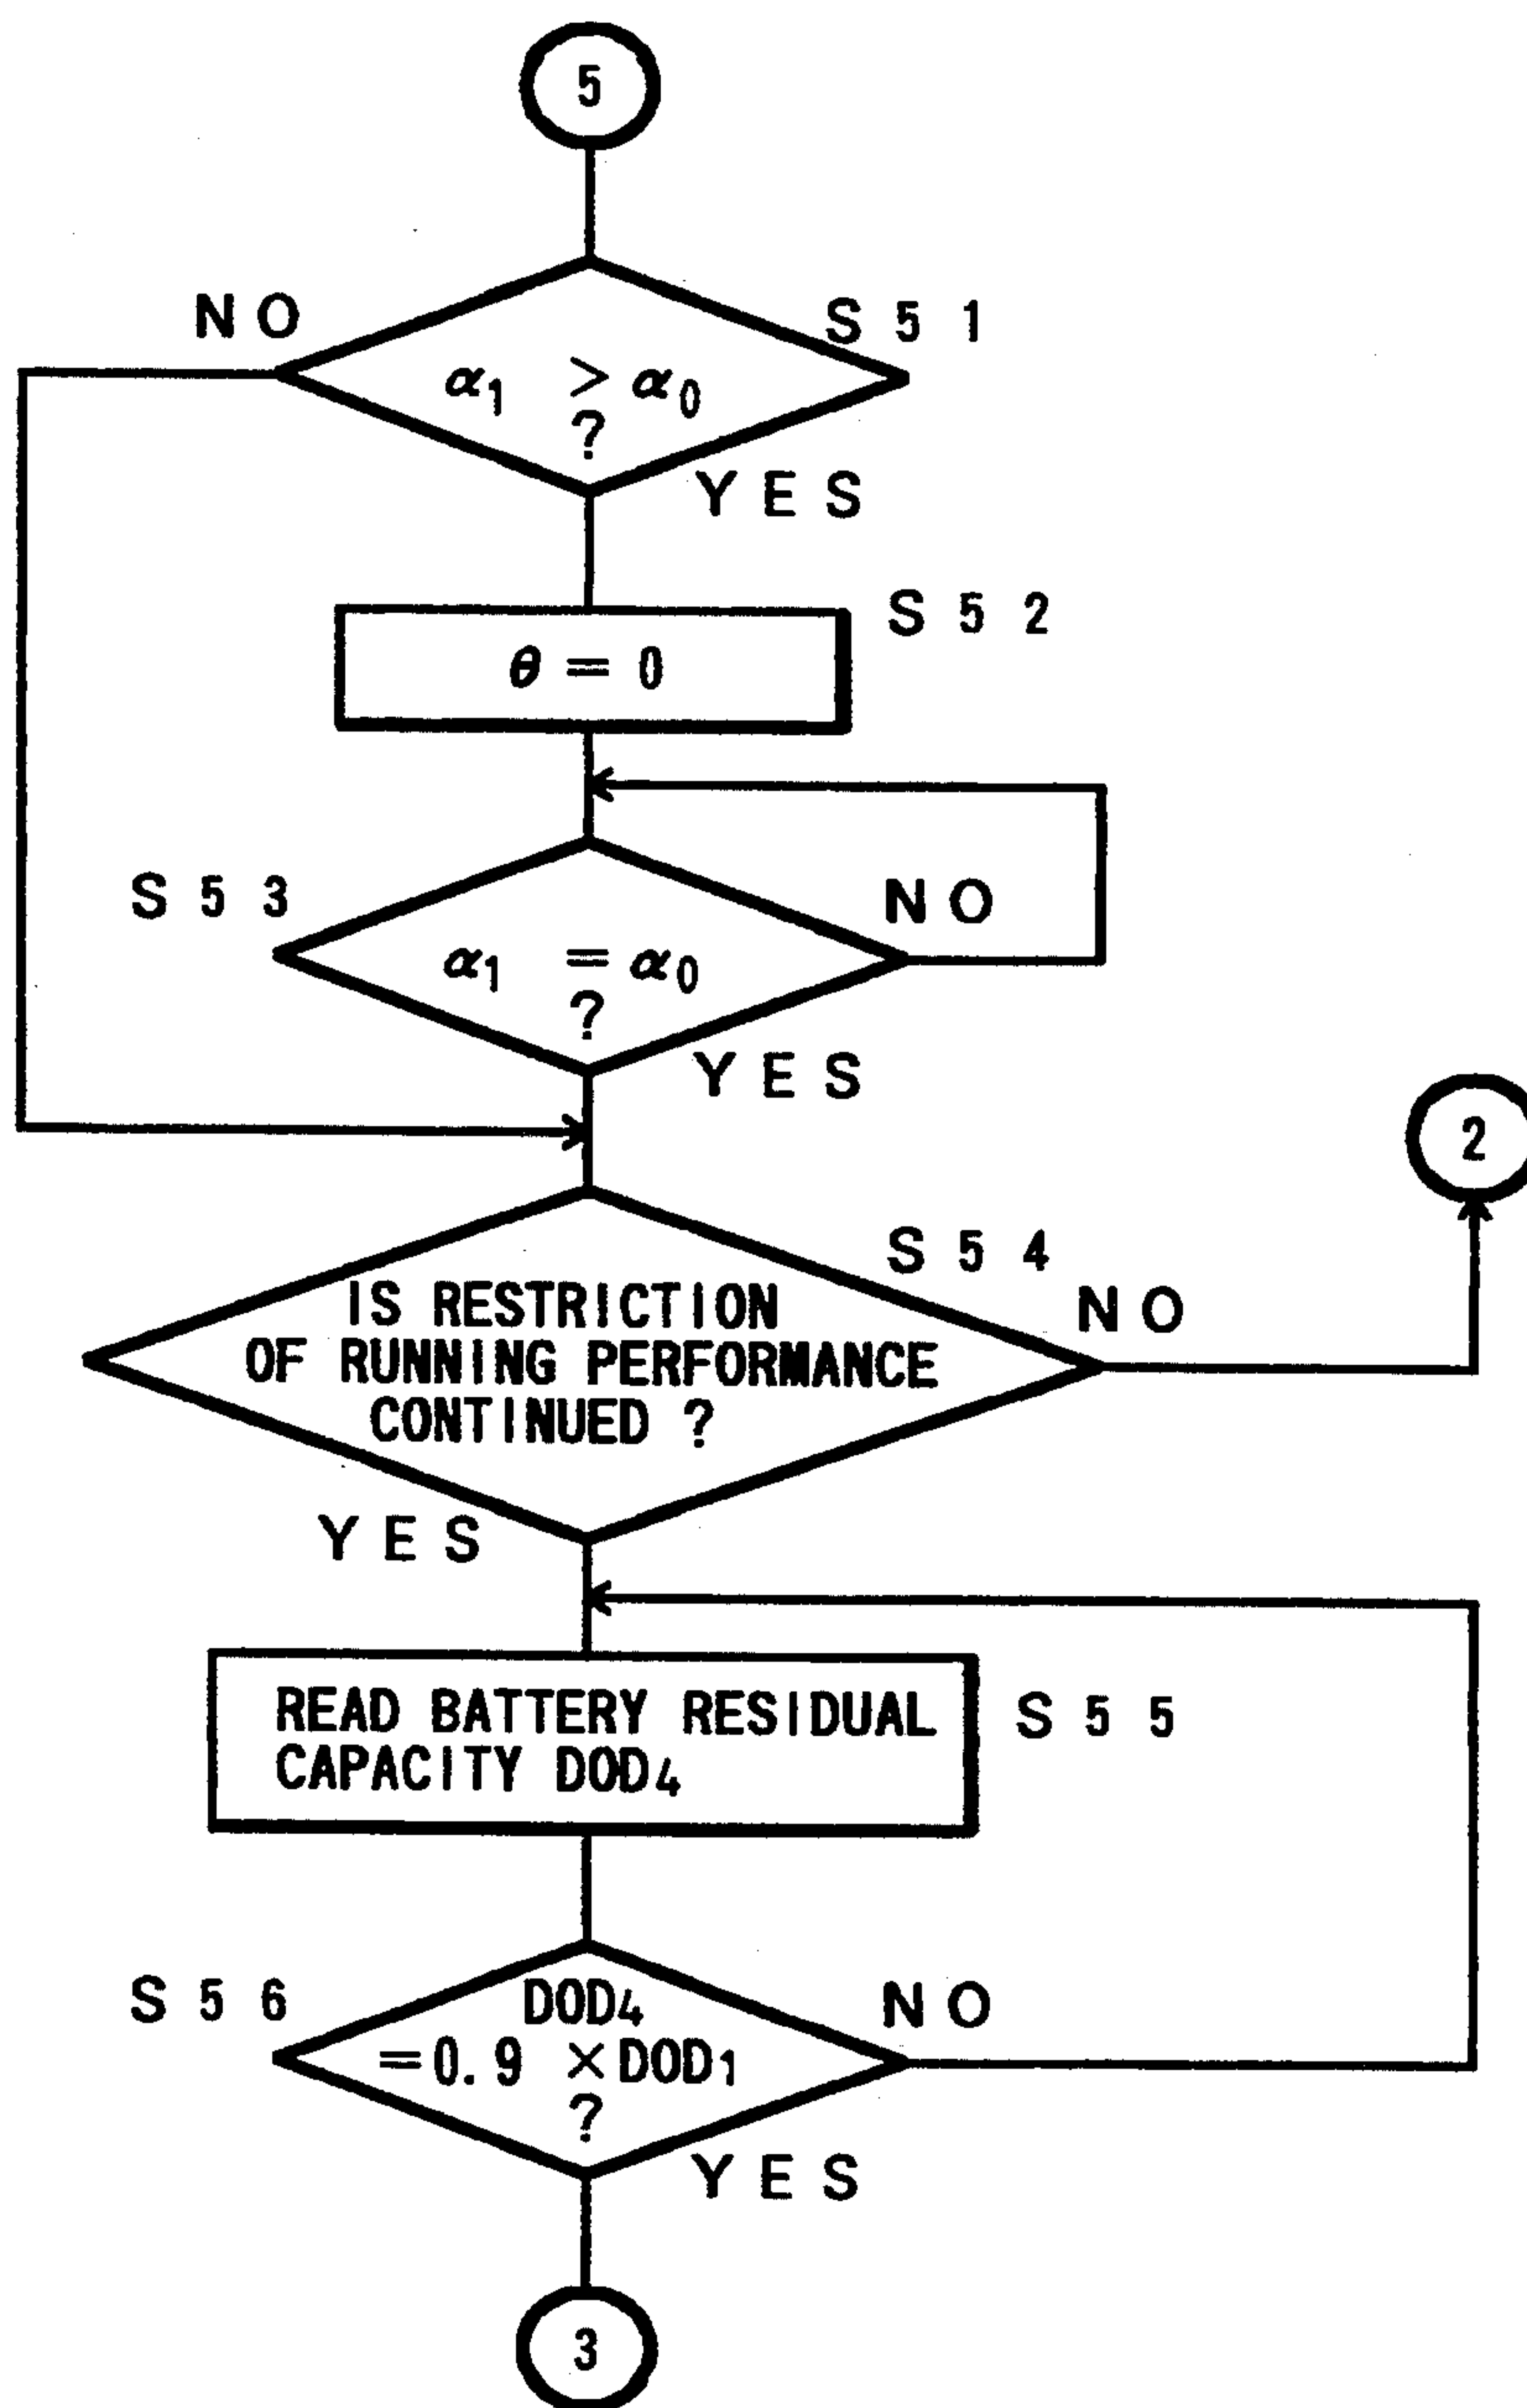 5
NO
S51
α₁ > α₀
?
YES
S52
θ = 0
S53
NO
α₁ = α₀
?
YES
2
S54
NO
IS RESTRICTION
OF RUNNING PERFORMANCE
CONTINUED ?
YES
READ BATTERY RESIDUAL
CAPACITY DOD₄
S55
S56
NO
DOD₄
=0.9 ×DOD₁
?
YES
3